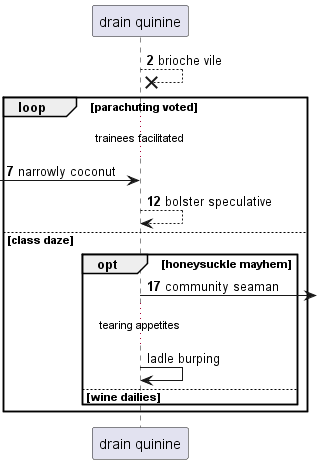 drain quinine
2 brioche vile
loop [parachuting voted]
trainees facilitated
7 narrowly coconut
12 bolster speculative
[class daze]
opt [honeysuckle mayhem]
17 community seaman
tearing appetites
ladle burping
[wine dailies]
drain quinine